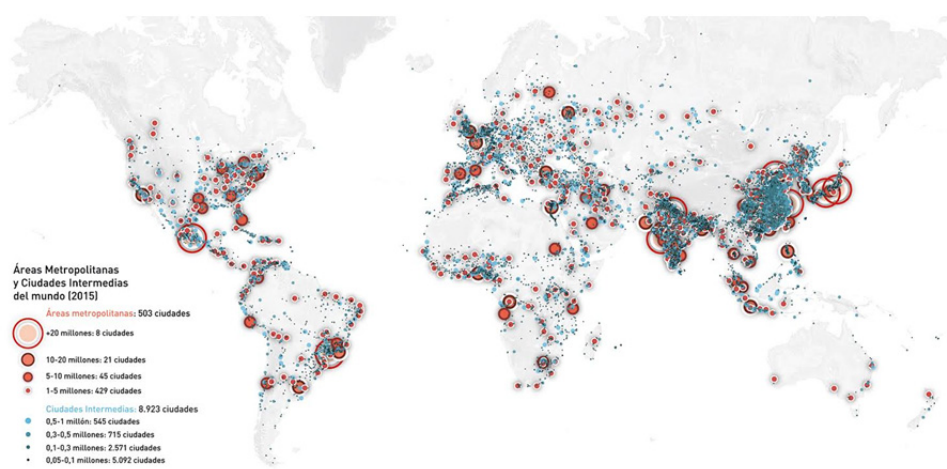 Áreas Metropolitanas
y Ciudades Intermedias
del mundo (2015)
Áreas metropolitanas: 503 ciudades
+20 millones: 8 ciudades
10-20 millones: 21 ciudades
5-10 millones: 45 ciudades
1-5 millones: 429 ciudades
Ciudades Intermedias: 8.923 ciudades
0,5-1 millón: 545 ciudades
0,3-0,5 millones: 715 ciudades
0,1-0,3 millones: 2.571 ciudades
0,05-0,1 millones: 5.092 ciudades